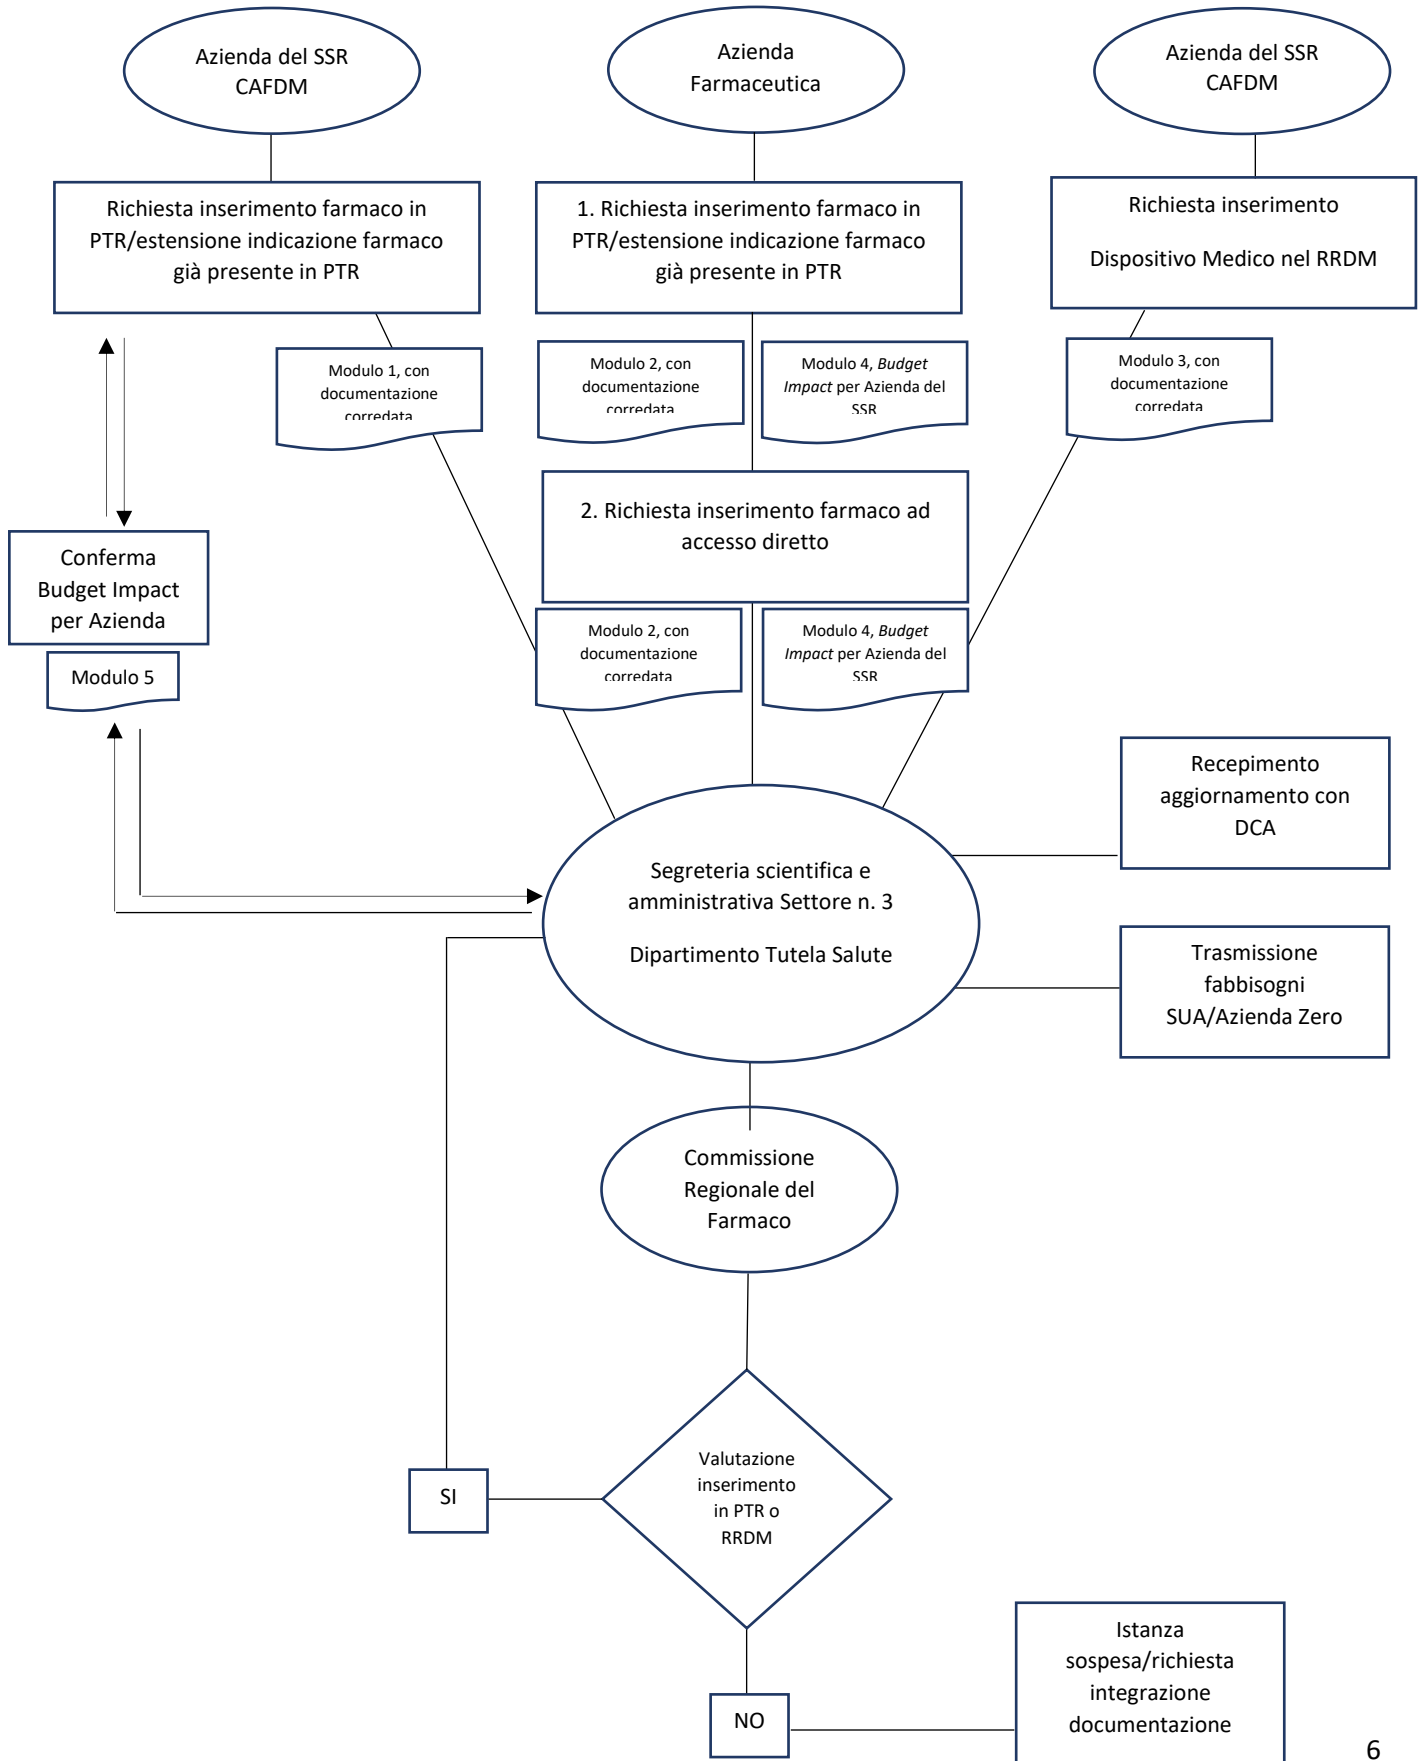 Azienda del SSR
CAFDM
Azienda
Farmaceutica
Azienda del SSR
CAFDM
Richiesta inserimento farmaco in
PTR/estensione indicazione farmaco
già presente in PTR
1. Richiesta inserimento farmaco in
PTR/estensione indicazione farmaco
già presente in PTR
Richiesta inserimento
Dispositivo Medico nel RRDM
Modulo 1, con
documentazione
corredata
Modulo 2, con
documentazione
corredata
Modulo 4, Budget
Impact per Azienda del
SSR
Modulo 3, con
documentazione
corredata
2. Richiesta inserimento farmaco ad
accesso diretto
Conferma
Budget Impact
per Azienda
Modulo 5
Modulo 2, con
documentazione
corredata
Modulo 4, Budget
Impact per Azienda del
SSR
Recepimento
aggiornamento con
DCA
Segreteria scientifica e
amministrativa Settore n. 3
Dipartimento Tutela Salute
Trasmissione
fabbisogni
SUA/Azienda Zero
Commissione
Regionale del
Farmaco
Valutazione
inserimento
in PTR o
RRDM
SI
NO
Istanza
sospesa/richiesta
integrazione
documentazione
6